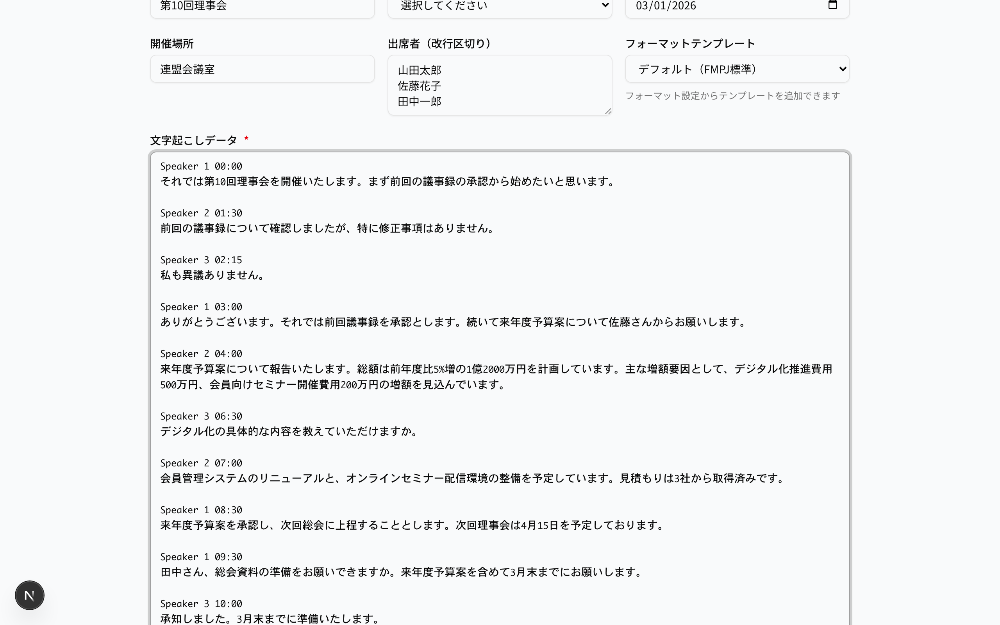 第10回理事会
選択してください
03/01/2026
開催場所
出席者（改行区切り）
フォーマットテンプレート
連盟会議室
山田太郎
佐藤花子
田中一郎
デフォルト（FMPJ標準）
フォーマット設定からテンプレートを追加できます
文字起こしデータ *
Speaker 1 00:00
それでは第10回理事会を開催いたします。まず前回の議事録の承認から始めたいと思います。
Speaker 2 01:30
前回の議事録について確認しましたが、特に修正事項はありません。
Speaker 3 02:15
私も異議ありません。
Speaker 1 03:00
ありがとうございます。それでは前回議事録を承認とします。続いて来年度予算案について佐藤さんからお願いします。
Speaker 2 04:00
来年度予算案について報告いたします。総額は前年度比5%増の1億2000万円を計画しています。主な増額要因として、デジタル化推進費用
500万円、会員向けセミナー開催費用200万円の増額を見込んでいます。
Speaker 3 06:30
デジタル化の具体的な内容を教えていただけますか。
Speaker 2 07:00
会員管理システムのリニューアルと、オンラインセミナー配信環境の整備を予定しています。見積もりは3社から取得済みです。
Speaker 1 08:30
来年度予算案を承認し、次回総会に上程することとします。次回理事会は4月15日を予定しております。
Speaker 1 09:30
田中さん、総会資料の準備をお願いできますか。来年度予算案を含めて3月末までにお願いします。
Speaker 3 10:00
承知しました。3月末までに準備いたします。
N